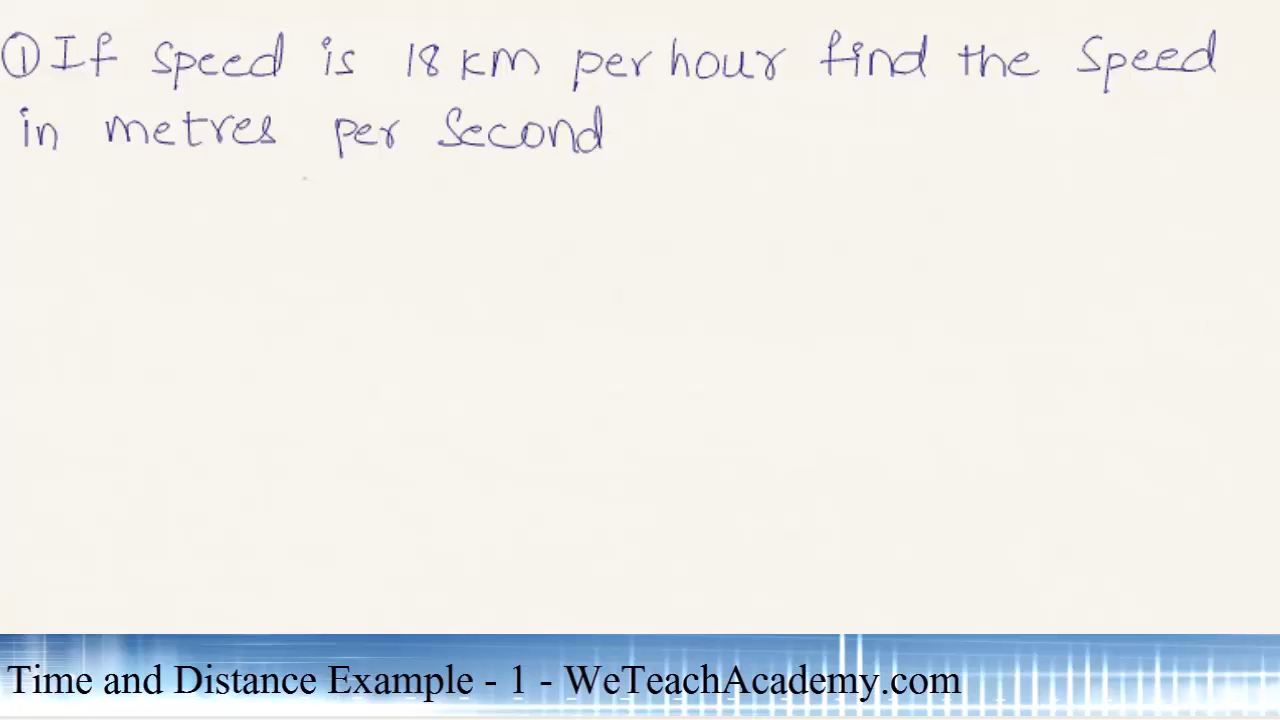 ① If speed is 18 km per hour find the speed
in metres per second
Time and Distance Example - 1 - WeTeachAcademy.com